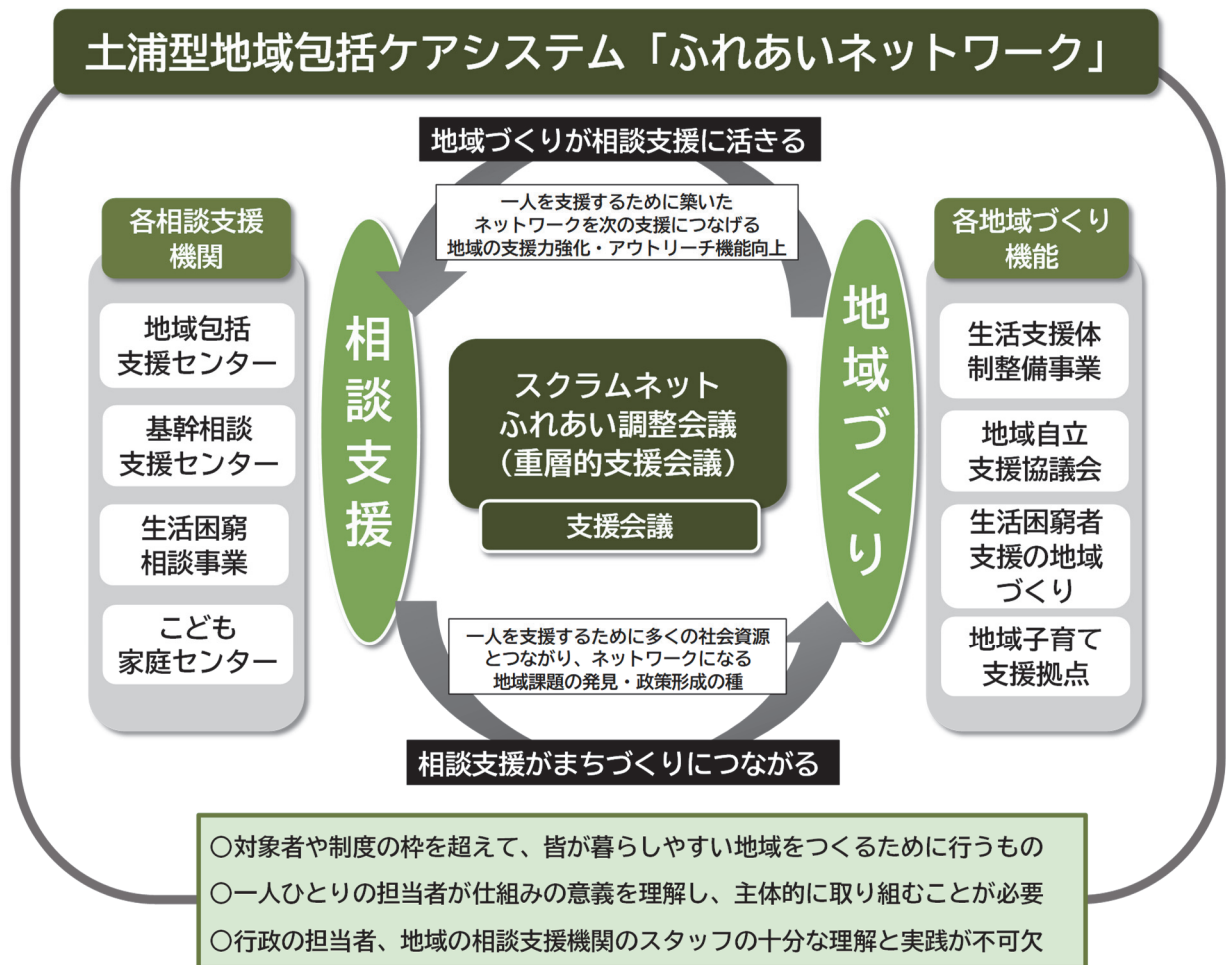 土浦型地域包括ケアシステム「ふれあいネットワーク」
地域づくりが相談支援に活きる
一人を支援するために築いた
ネットワークを次の支援につなげる
地域の支援力強化・アウトリーチ機能向上
各相談支援
機関
地域包括
支援センター
基幹相談
支援センター
生活困窮
相談事業
こども
家庭センター
相談支援
スクラムネット
ふれあい調整会議
(重層的支援会議)
支援会議
地域づくり
各地域づくり
機能
生活支援体
制整備事業
地域自立
支援協議会
生活困窮者
支援の地域
づくり
地域子育て
支援拠点
一人を支援するために多くの社会資源
とつながり、ネットワークになる
地域課題の発見・政策形成の種
相談支援がまちづくりにつながる
○対象者や制度の枠を超えて、皆が暮らしやすい地域をつくるために行うもの
○一人ひとりの担当者が仕組みの意義を理解し、主体的に取り組むことが必要
○行政の担当者、地域の相談支援機関のスタッフの十分な理解と実践が不可欠